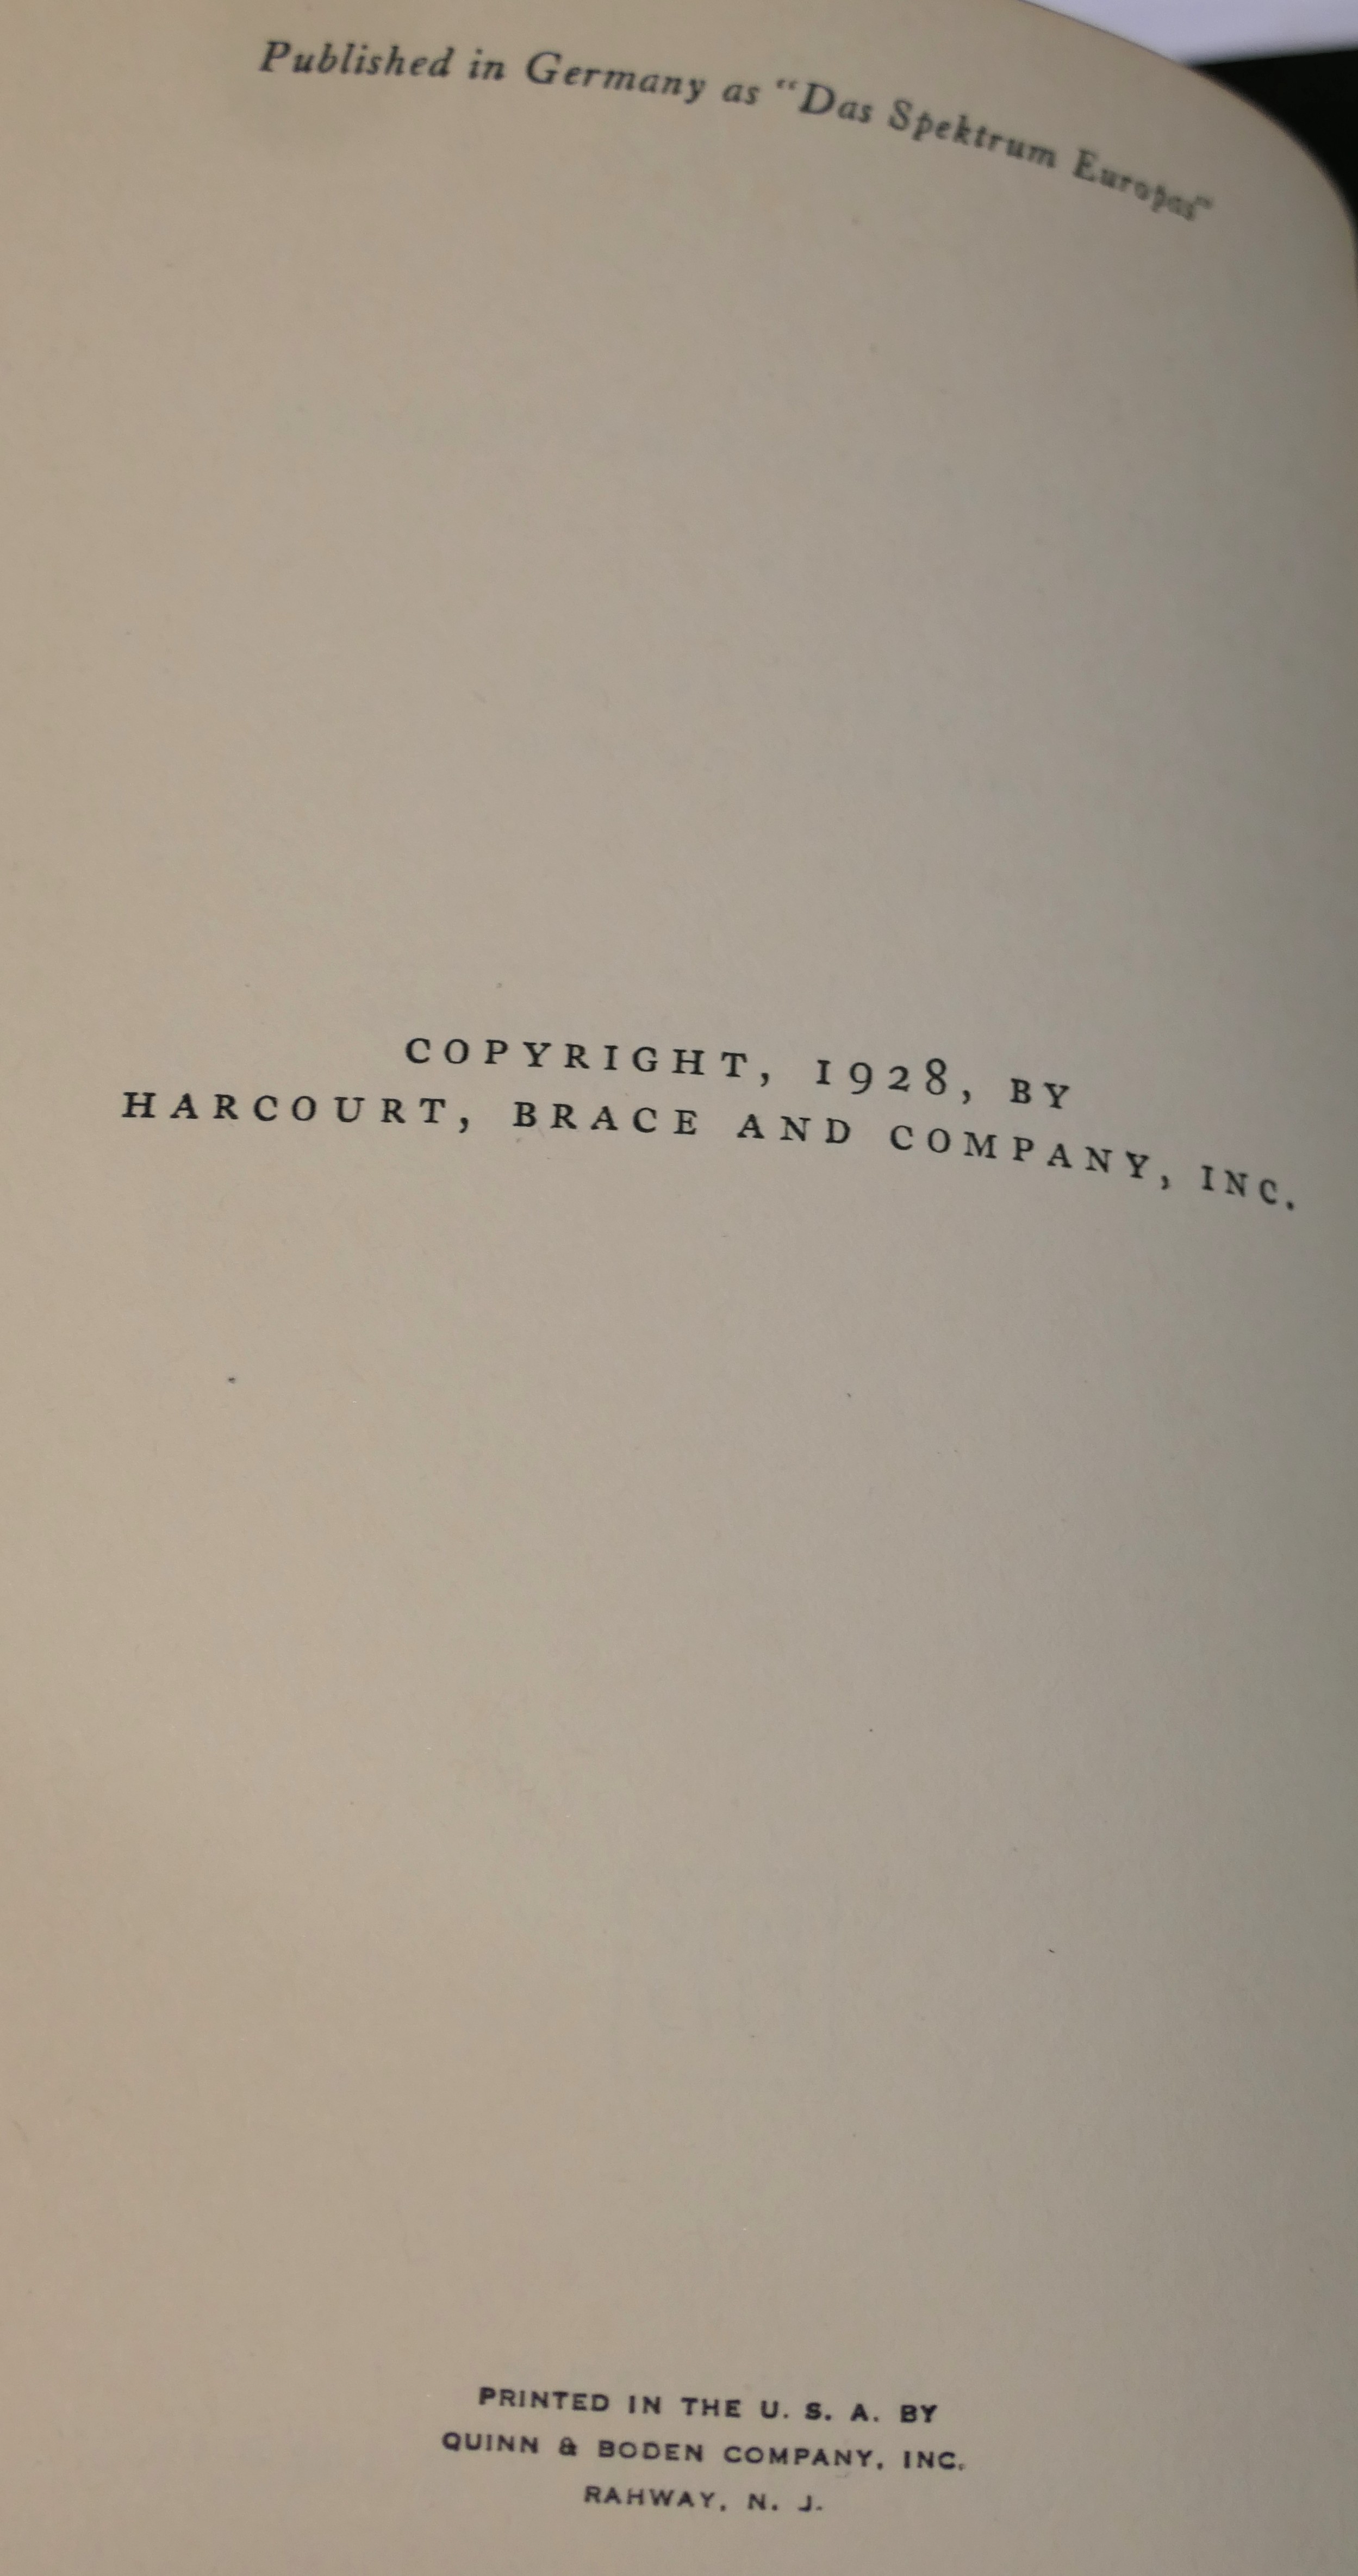 Published in Germany as "Das Spektrum Europas"
COPYRIGHT, 1928, BY
HARCOURT, BRACE AND COMPANY, INC.
PRINTED IN THE U. S. A. BY
QUINN & BODEN COMPANY, INC.
RAHWAY, N. J.